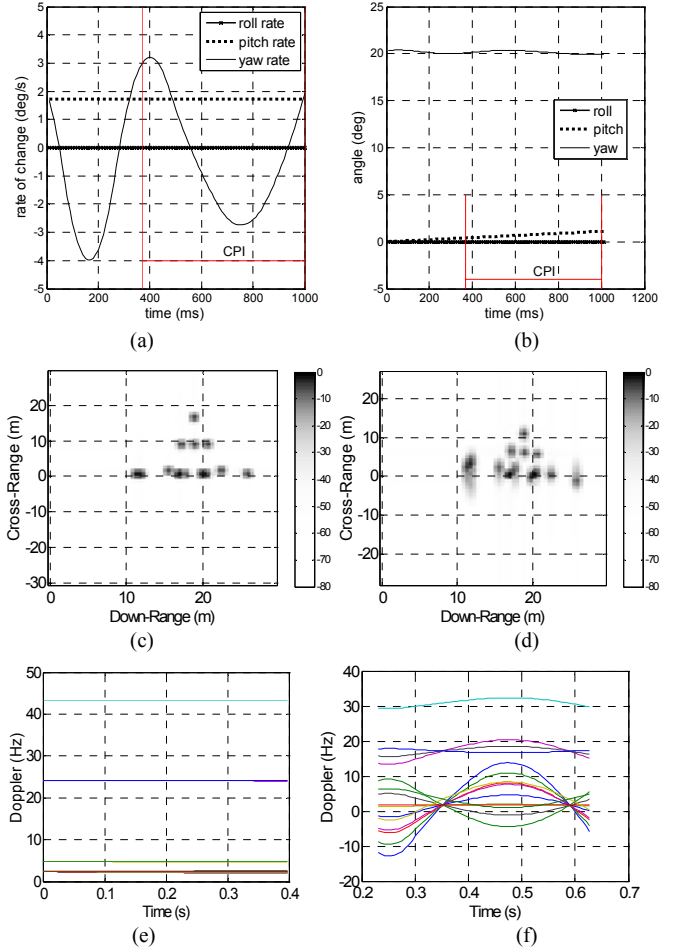 5
4
3
2
1
0
-1
-2
-3
-4
-5
rate of change (deg/s)
roll rate
pitch rate
yaw rate
CPI
0 200 400 600 800 1000
time (ms)
(a)
25
20
15
10
5
0
-5
angle (deg)
roll
pitch
yaw
CPI
0 200 400 600 800 1000 1200
time (ms)
(b)
20
10
0
-10
-20
-30
Cross-Range (m)
0 10 20
Down-Range (m)
0
-10
-20
-30
-40
-50
-60
-70
-80
(c)
20
10
0
-10
-20
Cross-Range (m)
0 10 20
Down-Range (m)
0
-10
-20
-30
-40
-50
-60
-70
-80
(d)
50
40
30
20
10
0
Doppler (Hz)
0 0.1 0.2 0.3 0.4
Time (s)
(e)
40
30
20
10
0
-10
-20
Doppler (Hz)
0.2 0.3 0.4 0.5 0.6 0.7
Time (s)
(f)